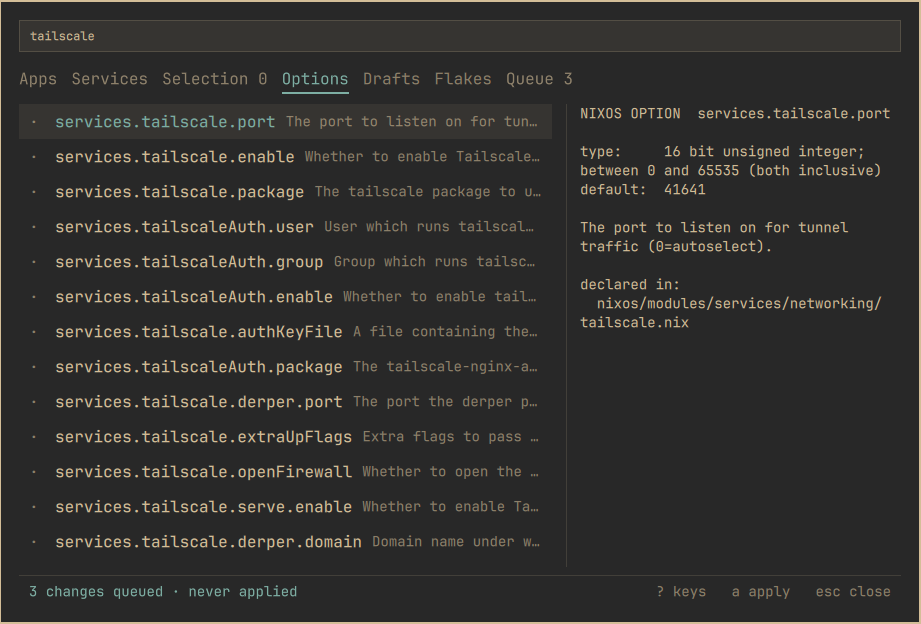 tailscale
Apps Services Selection 0 Options Drafts Flakes Queue 3
· services.tailscale.port The port to listen on for tun…
· services.tailscale.enable Whether to enable Tailscale…
· services.tailscale.package The tailscale package to u…
· services.tailscaleAuth.user User which runs tailscal…
· services.tailscaleAuth.group Group which runs tailsc…
· services.tailscaleAuth.enable Whether to enable tail…
· services.tailscale.authKeyFile A file containing the…
· services.tailscaleAuth.package The tailscale-nginx-a…
· services.tailscale.derper.port The port the derper p…
· services.tailscale.extraUpFlags Extra flags to pass …
· services.tailscale.openFirewall Whether to open the …
· services.tailscale.serve.enable Whether to enable Ta…
· services.tailscale.derper.domain Domain name under w…
NIXOS OPTION services.tailscale.port
type: 16 bit unsigned integer;
between 0 and 65535 (both inclusive)
default: 41641
The port to listen on for tunnel
traffic (0=autoselect).
declared in:
nixos/modules/services/networking/
tailscale.nix
3 changes queued · never applied
? keys a apply esc close